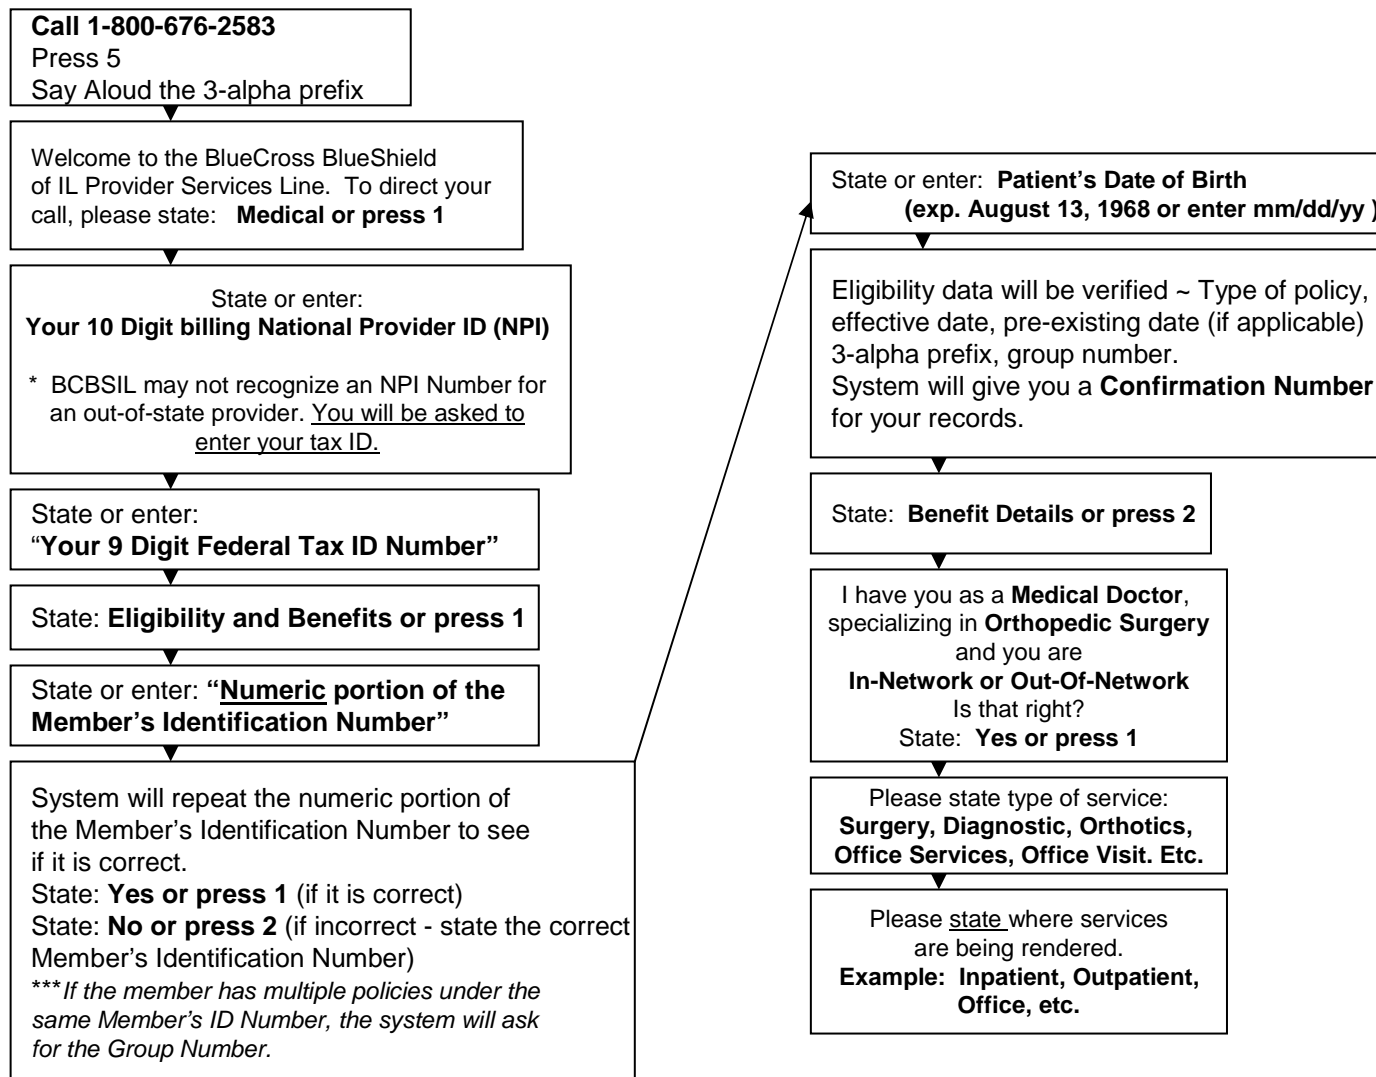 Call 1-800-676-2583
Press 5
Say Aloud the 3-alpha prefix
Welcome to the BlueCross BlueShield
of IL Provider Services Line.  To direct your
call, please state:   Medical or press 1
State or enter:
Your 10 Digit billing National Provider ID (NPI)
*  BCBSIL may not recognize an NPI Number for
an out-of-state provider. You will be asked to
enter your tax ID.
State or enter:
“Your 9 Digit Federal Tax ID Number”
State: Eligibility and Benefits or press 1
State or enter: “Numeric portion of the
Member’s Identification Number”
System will repeat the numeric portion of
the Member’s Identification Number to see
if it is correct.
State: Yes or press 1 (if it is correct)
State: No or press 2 (if incorrect - state the correct
Member’s Identification Number)
***If the member has multiple policies under the
same Member’s ID Number, the system will ask
for the Group Number.
State or enter:  Patient’s Date of Birth
(exp. August 13, 1968 or enter mm/dd/yy )
Eligibility data will be verified ~ Type of policy,
effective date, pre-existing date (if applicable)
3-alpha prefix, group number.
System will give you a Confirmation Number
for your records.
State:  Benefit Details or press 2
I have you as a Medical Doctor,
specializing in Orthopedic Surgery
and you are
In-Network or Out-Of-Network
Is that right?
State:  Yes or press 1
Please state type of service:
Surgery, Diagnostic, Orthotics,
Office Services, Office Visit. Etc.
Please state where services
are being rendered.
Example:  Inpatient, Outpatient,
Office, etc.